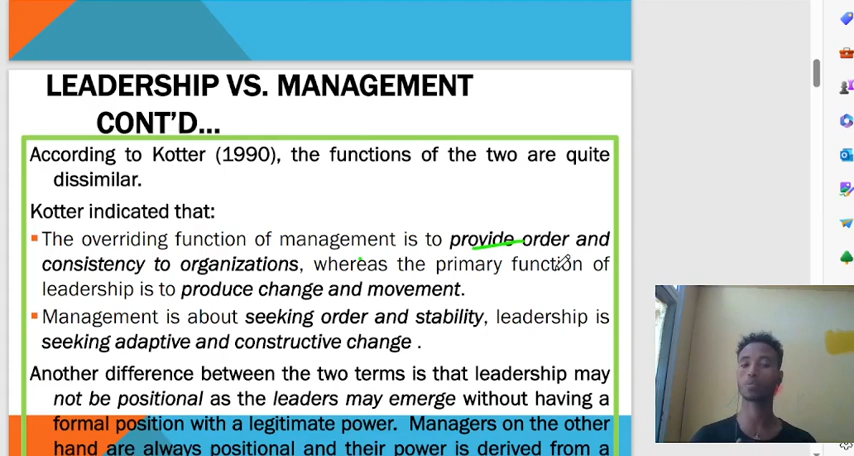 LEADERSHIP VS. MANAGEMENT
CONT'D...
According to Kotter (1990), the functions of the two are quite
dissimilar.
Kotter indicated that:
▪The overriding function of management is to provide order and
consistency to organizations, whereas the primary function of
leadership is to produce change and movement.
▪Management is about seeking order and stability, leadership is
seeking adaptive and constructive change .
Another difference between the two terms is that leadership may
not be positional as the leaders may emerge without having a
formal position with a legitimate power. Managers on the other
hand are always positional and their power is derived from a